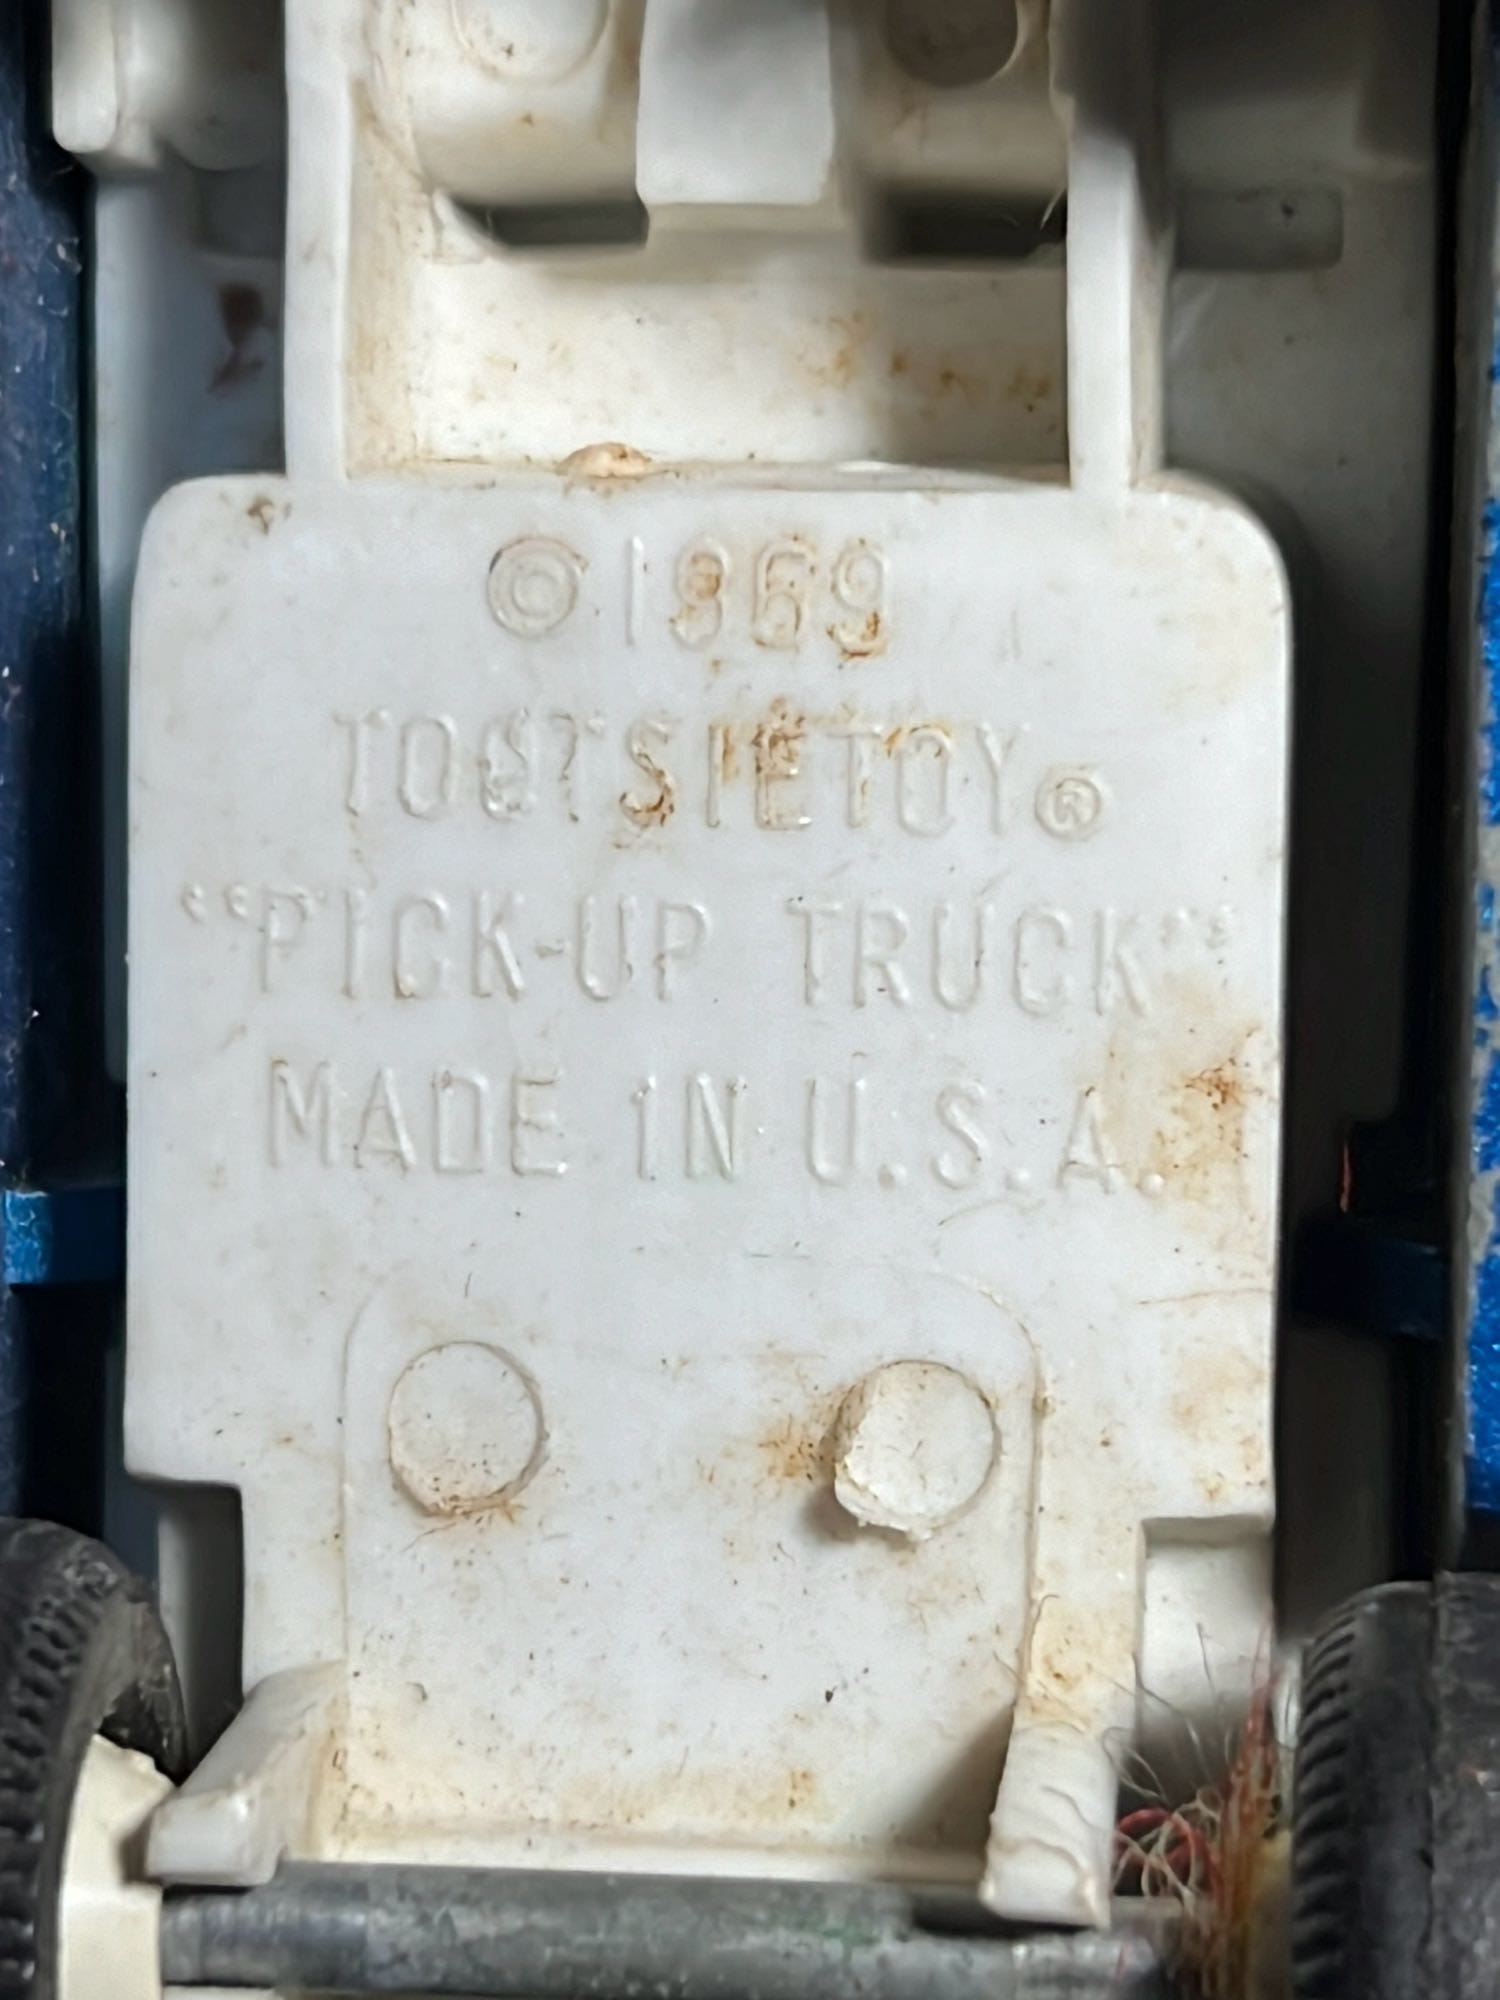 ©1969
TOOTSIETOY®
“PICK-UP TRUCK”
MADE IN U.S.A.